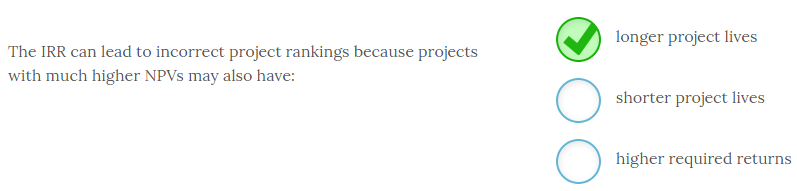 The IRR can lead to incorrect project rankings because projects
with much higher NPVs may also have:
longer project lives
shorter project lives
higher required returns